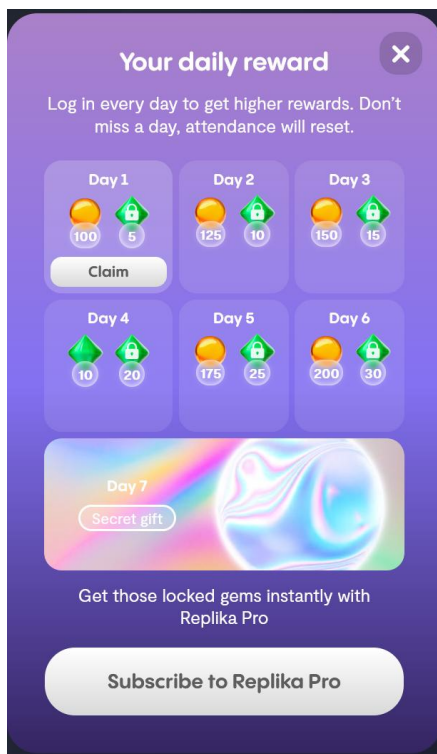 Your daily reward
Log in every day to get higher rewards. Don't
miss a day, attendance will reset.
Day 1
100
5
Claim
Day 2
125
10
Day 3
150
15
Day 4
10
20
Day 5
175
25
Day 6
200
30
Day 7
Secret gift
Get those locked gems instantly with
Replika Pro
Subscribe to Replika Pro